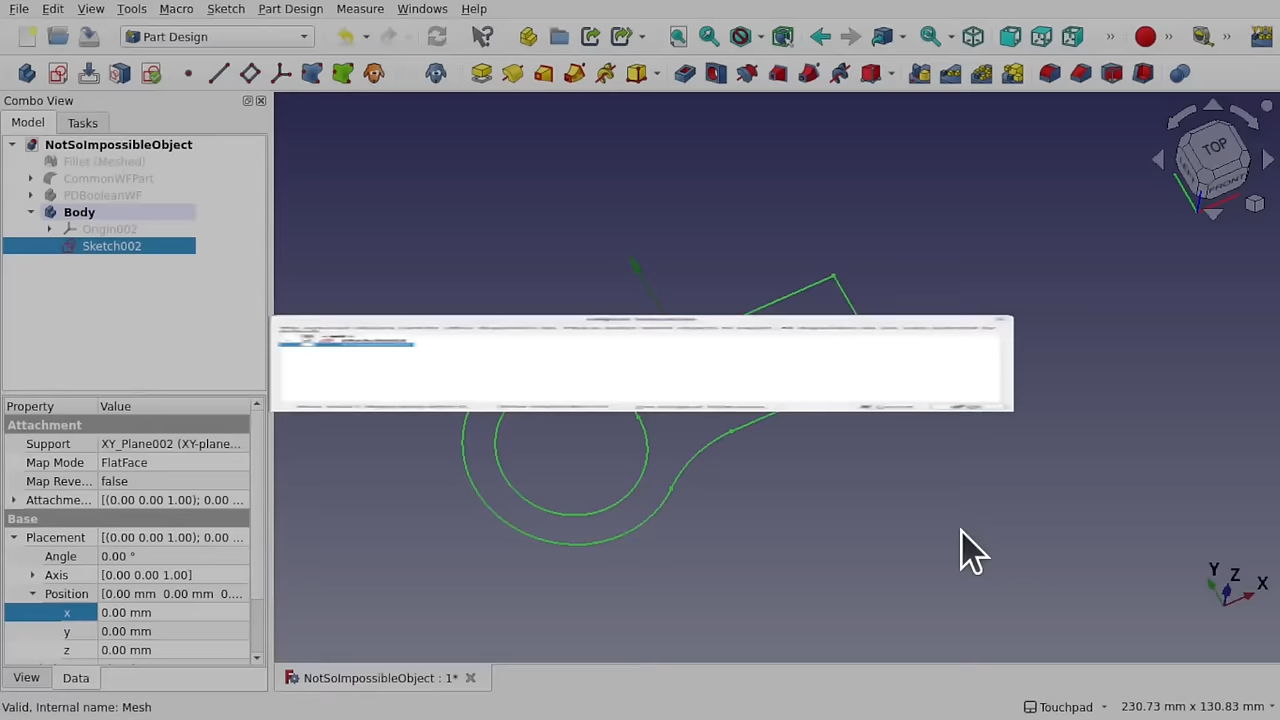 File Edit View Tools Macro Sketch Part Design Measure Windows Help
Part Design
Combo View
Model Tasks
NotSoImpossibleObject
Fillet (Meshed)
CommonWFPart
PDBooleanWF
Body
Origin002
Sketch002
TOP
FRONT
Property Value
Attachment
Support XY_Plane002 (XY-plane...
Map Mode FlatFace
Map Reve... false
Attachme... [(0.00 0.00 1.00); 0.00 ...
Base
Placement [(0.00 0.00 1.00); 0.00 ...
Angle 0.00 °
Axis [0.00 0.00 1.00]
Position [0.00 mm 0.00 mm 0....
x 0.00 mm
y 0.00 mm
z 0.00 mm
Y Z X
View Data
NotSoImpossibleObject : 1*
Valid, Internal name: Mesh
Touchpad 230.73 mm x 130.83 mm